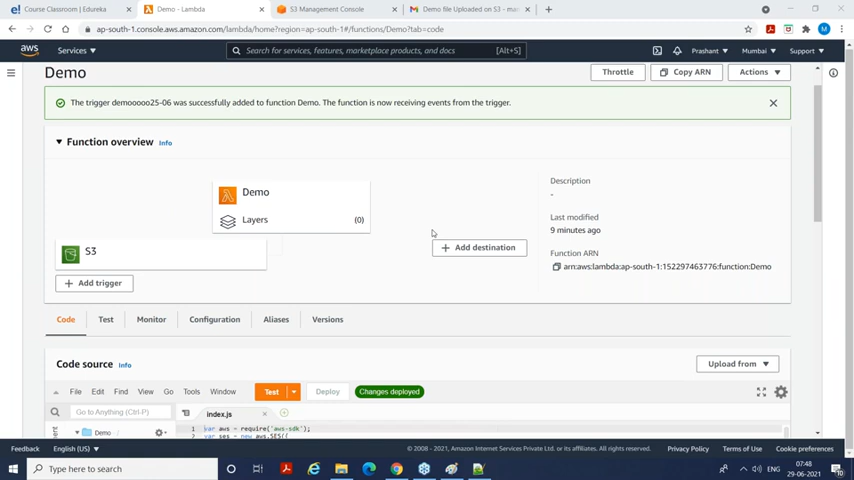 Course Classroom | Edureka
Demo - Lambda
S3 Management Console
Demo file Uploaded on S3 - ma
ap-south-1.console.aws.amazon.com/lambda/home?region=ap-south-1#/functions/Demo?tab=code
aws
Services
Search for services, features, marketplace products, and docs
[Alt+S]
Prashant
Mumbai
Support
Demo
Throttle
Copy ARN
Actions
The trigger demooooo25-06 was successfully added to function Demo. The function is now receiving events from the trigger.
Function overview
Info
Demo
Layers
(0)
S3
Add trigger
Add destination
Description
-
Last modified
9 minutes ago
Function ARN
arn:aws:lambda:ap-south-1:152297463776:function:Demo
Code
Test
Monitor
Configuration
Aliases
Versions
Code source
Info
Upload from
File
Edit
Find
View
Go
Tools
Window
Test
Deploy
Changes deployed
Go to Anything (Ctrl-P)
index.js
Demo
1 var aws = require('aws-sdk');
2 var ses = new aws.SES({
Feedback
English (US)
© 2008 - 2021, Amazon Internet Services Private Ltd. or its affiliates. All rights reserved.
Privacy Policy
Terms of Use
Cookie preferences
Type here to search
ENG
07:48
29-06-2021